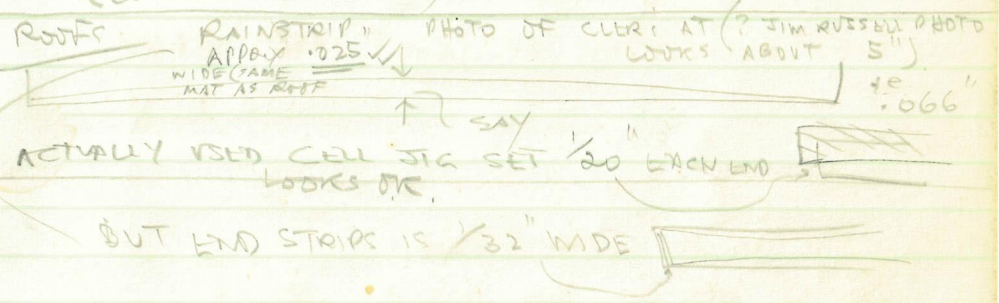 ROOFS
RAINSTRIP"
APPROX .025
WIDE (SAME
MAT AS ROOF
PHOTO OF CLLR; AT (? JIM RUSSELL PHOTO
LOOKS ABOUT 5")
ie
.066"
SAY
ACTUALLY USED CELL JIG SET 1/20" EACH END
LOOKS OK.
BUT END STRIPS IS 1/32" WIDE